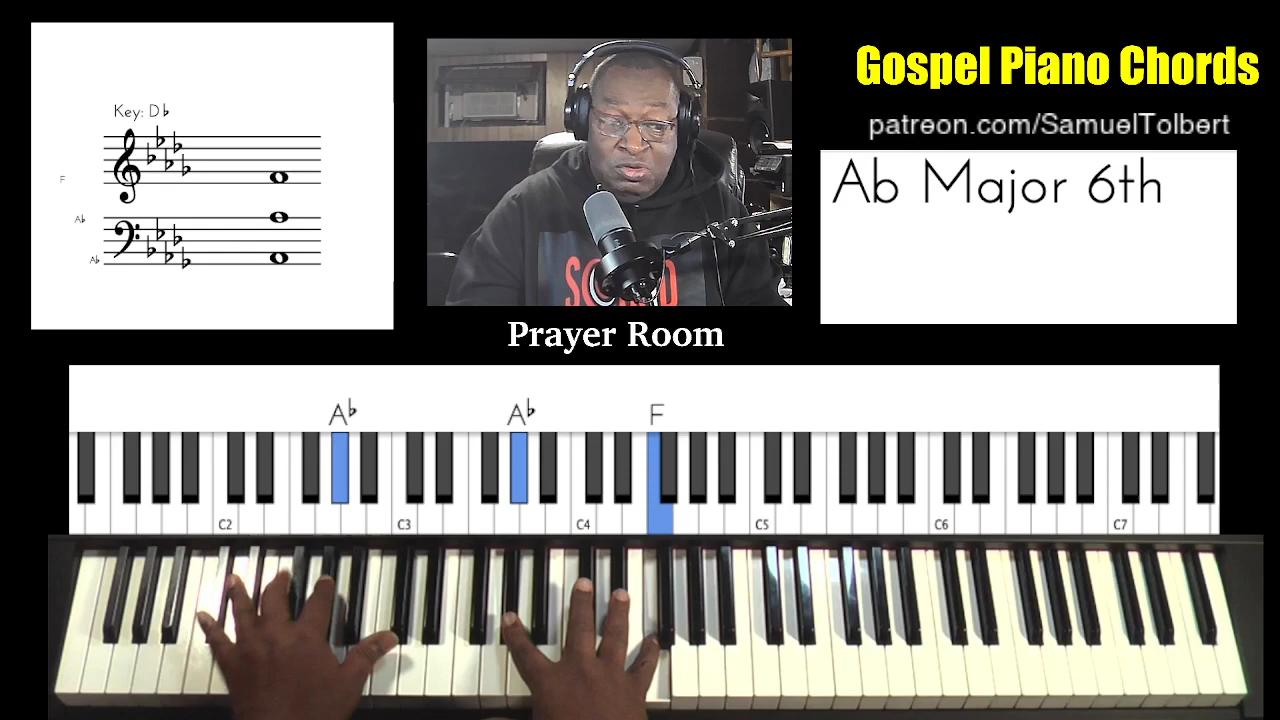 Key: D♭
F
A♭
A♭
Gospel Piano Chords
patreon.com/SamuelTolbert
Ab Major 6th
Prayer Room
A♭ A♭ F
C2 C3 C4 C5 C6 C7